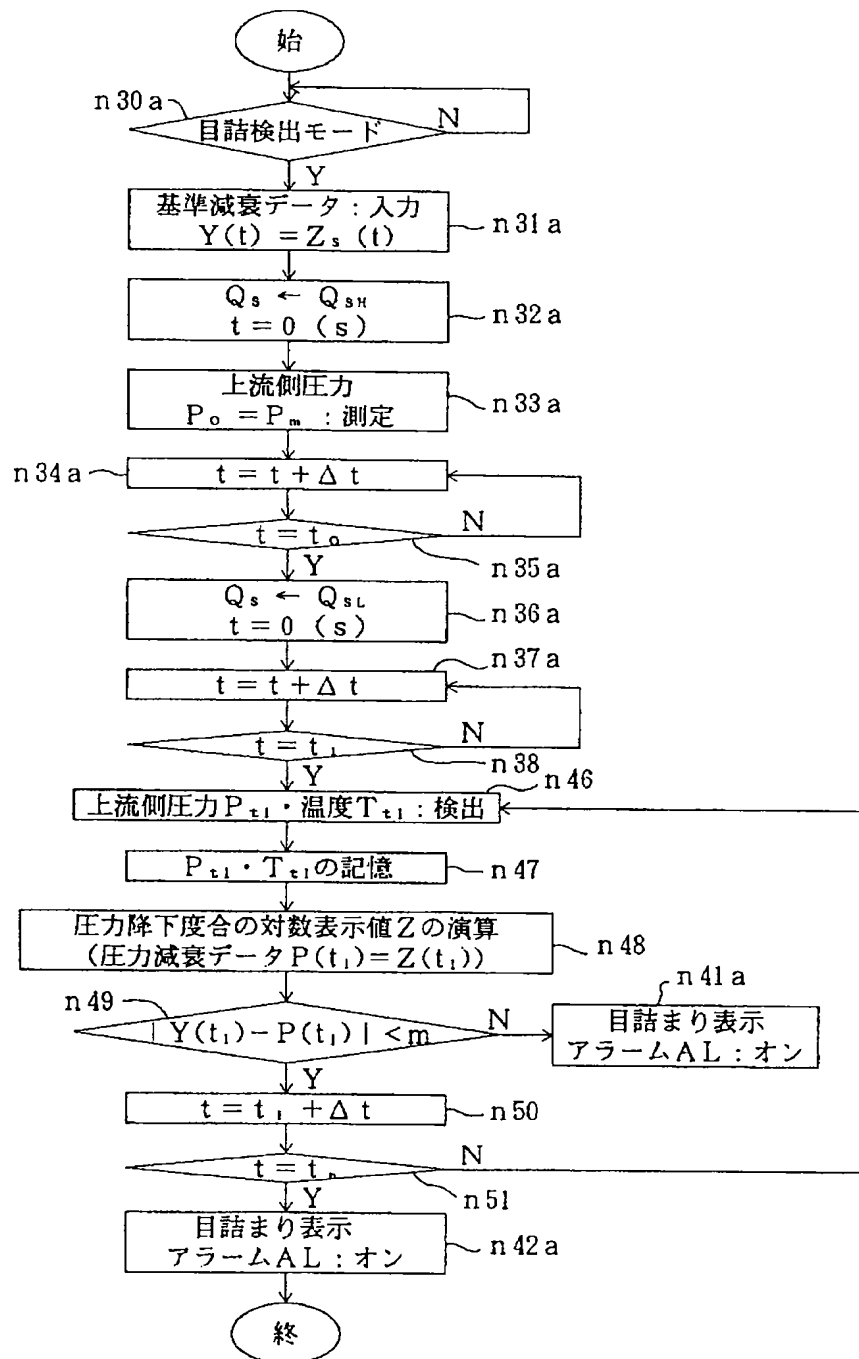 始
n30a
目詰検出モード
N
Y
基準減衰データ:入力
Y(t)=Zs(t)
n31a
Qs ← QsH
t=0 (s)
n32a
上流側圧力
Po=Pm:測定
n33a
n34a
t=t+Δt
t=to
N
n35a
Y
Qs ← QsL
t=0 (s)
n36a
n37a
t=t+Δt
t=t1
N
n38
Y
n46
上流側圧力Pt1・温度Tt1:検出
Pt1・Tt1の記憶
n47
圧力降下度合の対数表示値Zの演算
(圧力減衰データP(t1)=Z(t1))
n48
n49
|Y(t1)-P(t1)|<m
N
n41a
目詰まり表示
アラームAL:オン
Y
t=t1+Δt
n50
t=tn
N
n51
Y
目詰まり表示
アラームAL:オン
n42a
終